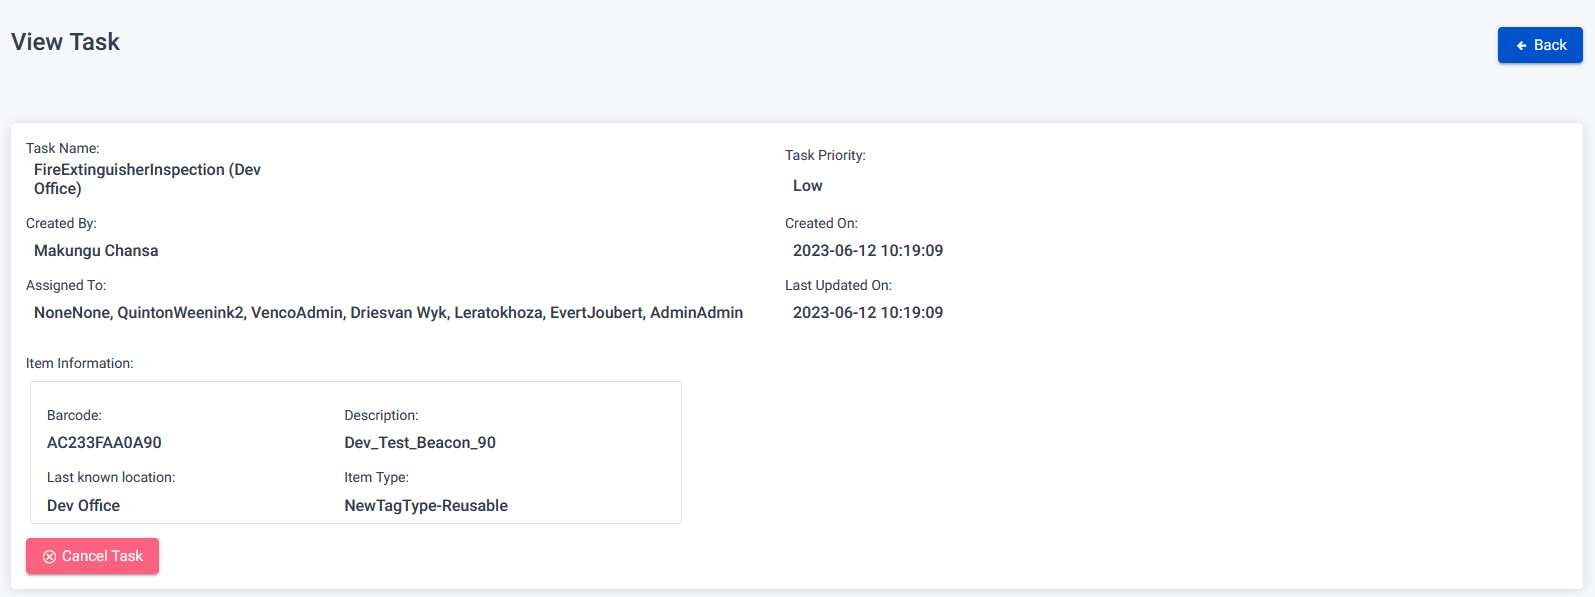 View Task
Back
Task Name:
FireExtinguisherInspection (Dev
Office)
Task Priority:
Low
Created By:
Makungu Chansa
Created On:
2023-06-12 10:19:09
Assigned To:
NoneNone, QuintonWeenink2, VencoAdmin, Driesvan Wyk, Leratokhoza, EvertJoubert, AdminAdmin
Last Updated On:
2023-06-12 10:19:09
Item Information:
Barcode:
AC233FAA0A90
Description:
Dev_Test_Beacon_90
Last known location:
Dev Office
Item Type:
NewTagType-Reusable
Cancel Task